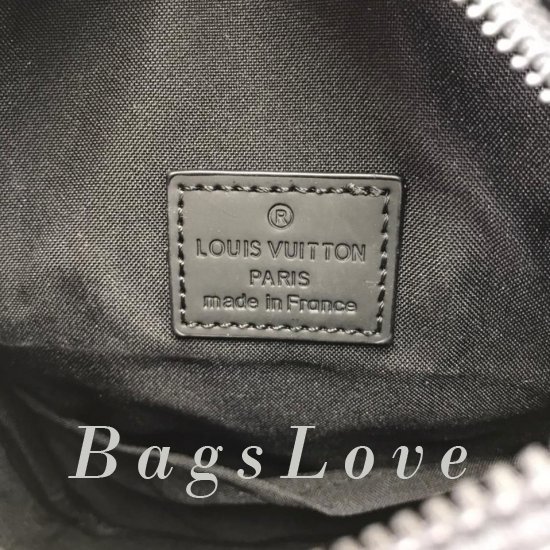 ®
LOUIS VUITTON
PARIS
made in France
BagsLove